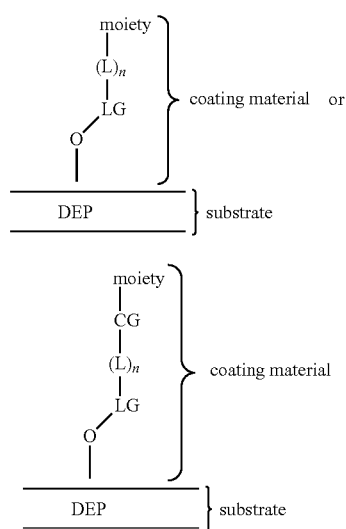 moiety
(L)n
LG
coating material or
O
DEP
substrate
moiety
CG
(L)n
LG
coating material
O
DEP
substrate